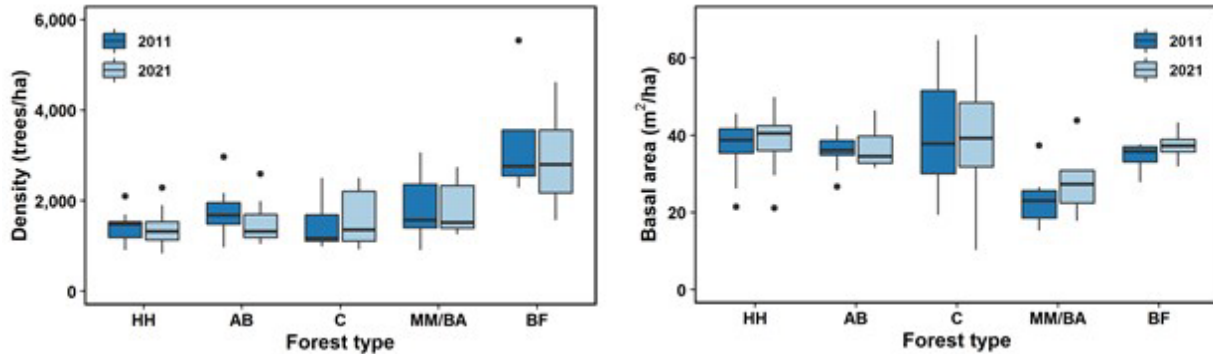 Density (trees/ha)
6,000
4,000
2,000
0
2011
2021
HH AB C MM/BA BF
Forest type
Basal area (m²/ha)
60
40
20
0
2011
2021
HH AB C MM/BA BF
Forest type